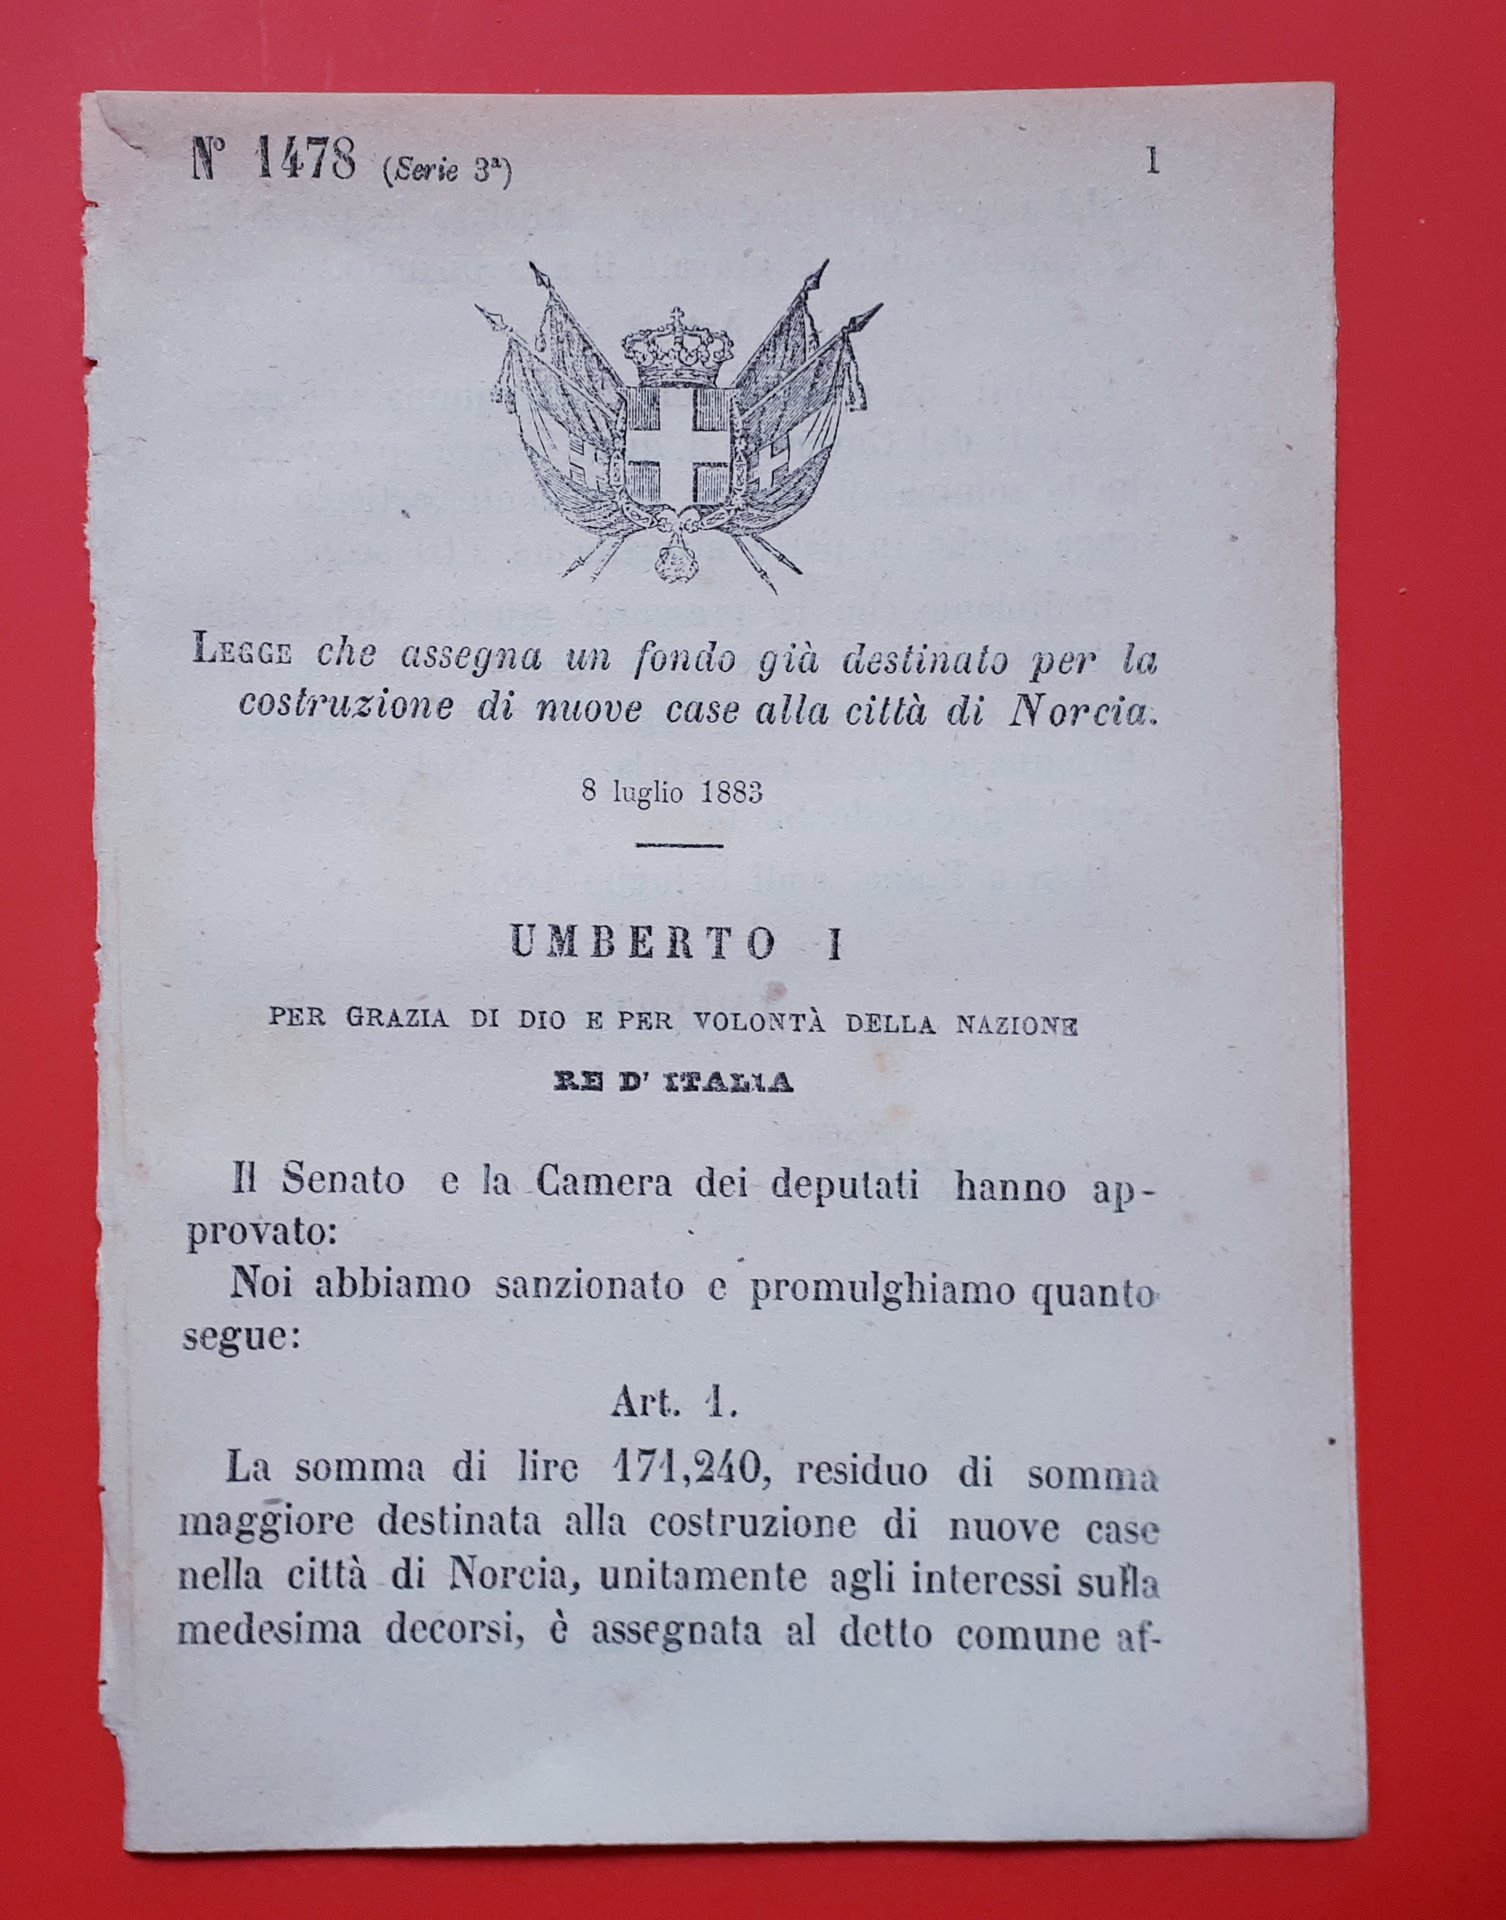 N° 1478 (Serie 3ª) 1
LEGGE che assegna un fondo già destinato per la
costruzione di nuove case alla città di Norcia.
8 luglio 1883
UMBERTO I
PER GRAZIA DI DIO E PER VOLONTÀ DELLA NAZIONE
RE D' ITALIA
Il Senato e la Camera dei deputati hanno ap-
provato:
Noi abbiamo sanzionato e promulghiamo quanto
segue:
Art. 1.
La somma di lire 171,240, residuo di somma
maggiore destinata alla costruzione di nuove case
nella città di Norcia, unitamente agli interessi sulla
medesima decorsi, è assegnata al detto comune af-